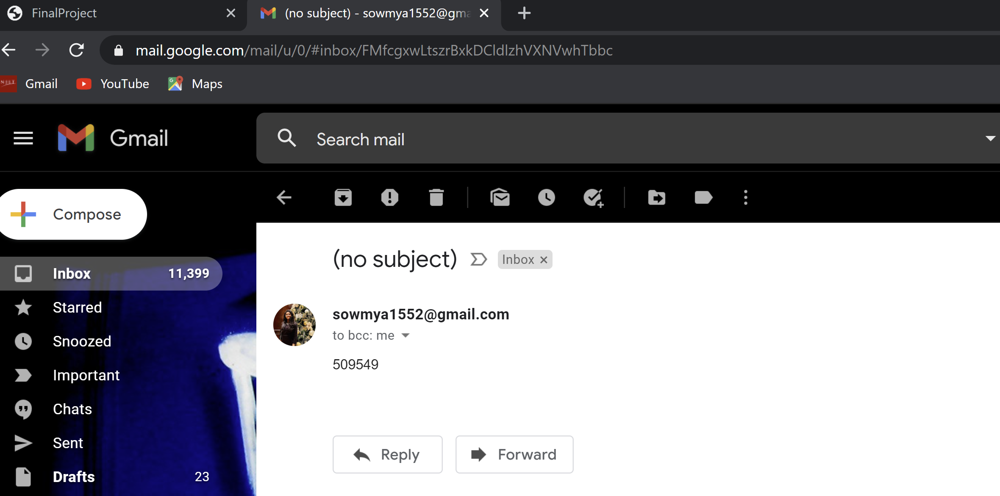 FinalProject
(no subject) - sowmya1552@gma
mail.google.com/mail/u/0/#inbox/FMfcgxwLtszrBxkDCldlzhVXNVwhTbbc
Gmail YouTube Maps
Gmail
Search mail
Compose
(no subject) Inbox
Inbox 11,399
Starred
Snoozed
Important
Chats
Sent
Drafts 23
sowmya1552@gmail.com
to bcc: me
509549
Reply Forward